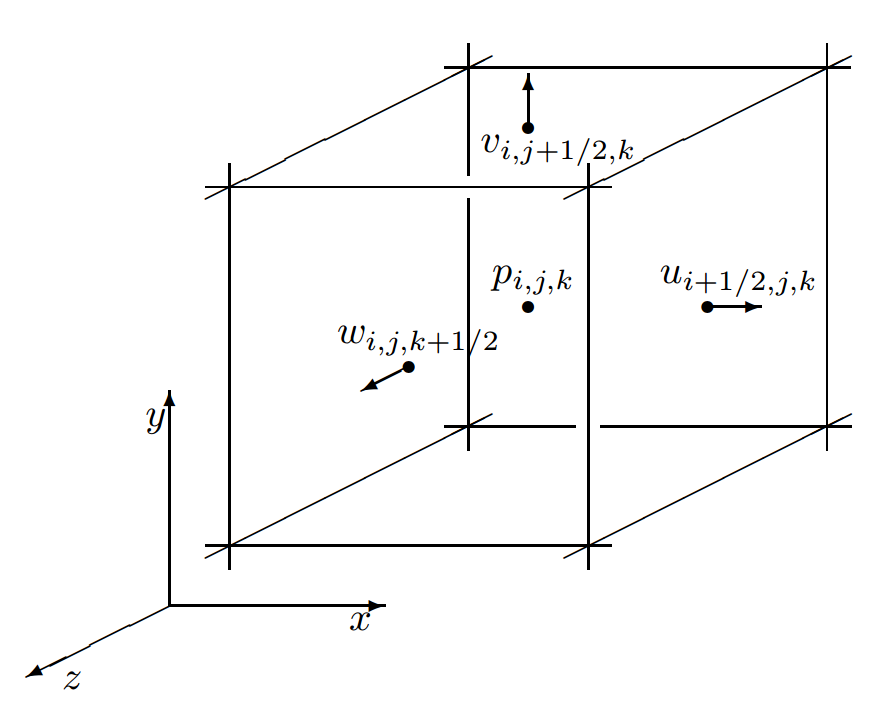 v_{i,j+1/2,k}
p_{i,j,k}
u_{i+1/2,j,k}
w_{i,j,k+1/2}
y
x
z